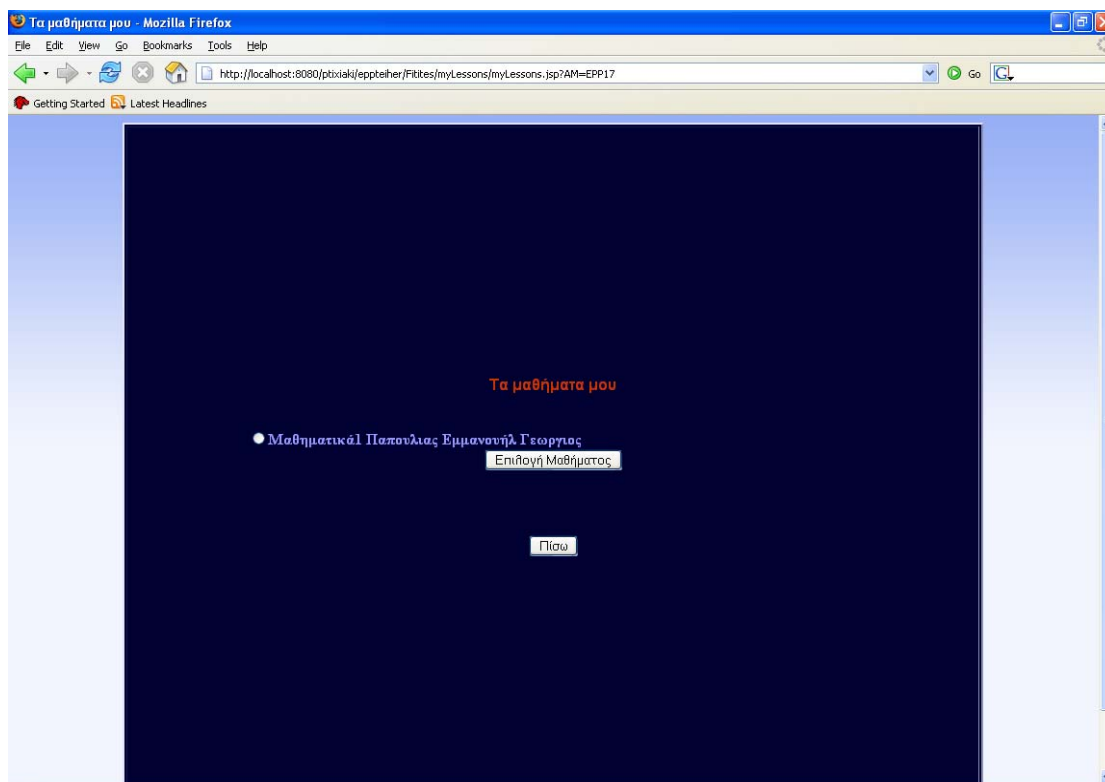 Τα μαθήματα μου - Mozilla Firefox
File Edit View Go Bookmarks Tools Help
http://localhost:8080/ptixiaki/eppteiher/Fitites/myLessons/myLessons.jsp?AM=EPP17 Go G
Getting Started Latest Headlines
Τα μαθήματα μου
Μαθηματικά1 Παπουλιας Εμμανουήλ Γεωργιος
Επιλογή Μαθήματος
Πίσω